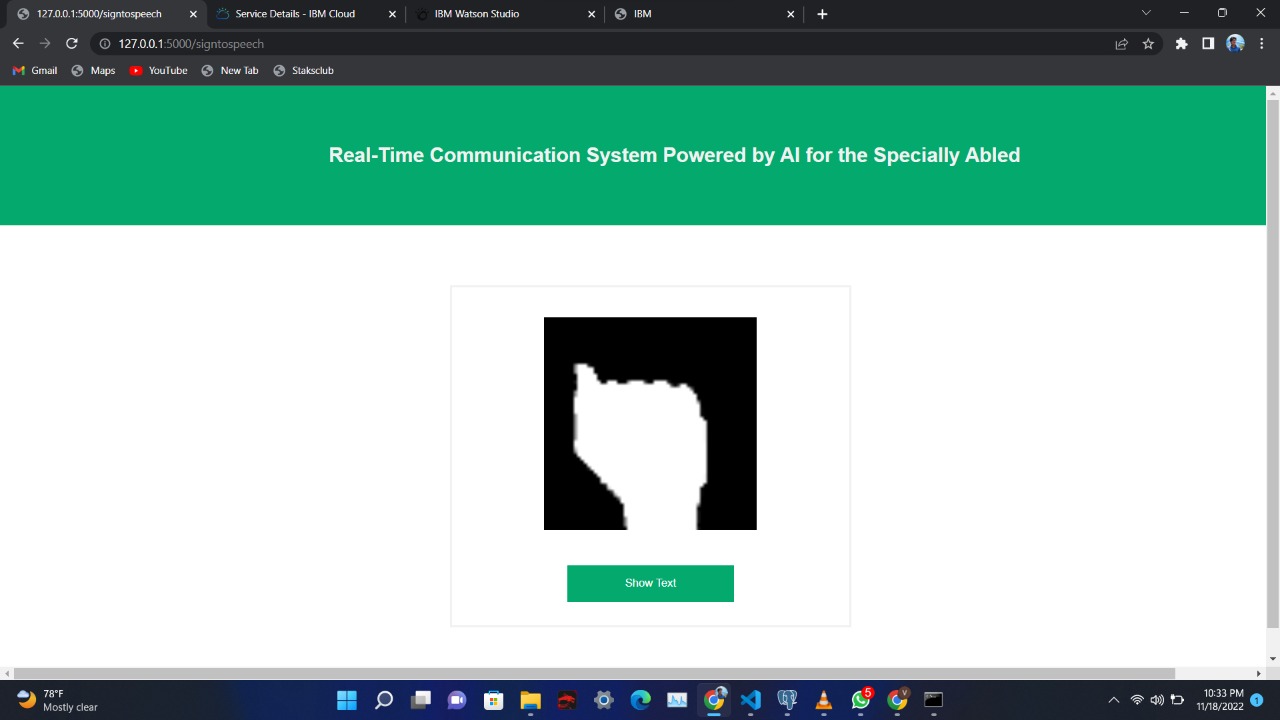 127.0.0.1:5000/signtospeech
Service Details - IBM Cloud
IBM Watson Studio
IBM
127.0.0.1:5000/signtospeech
Gmail
Maps
YouTube
New Tab
Staksclub
Real-Time Communication System Powered by AI for the Specially Abled
Show Text
78°F
Mostly clear
5
V
10:33 PM
11/18/2022
1